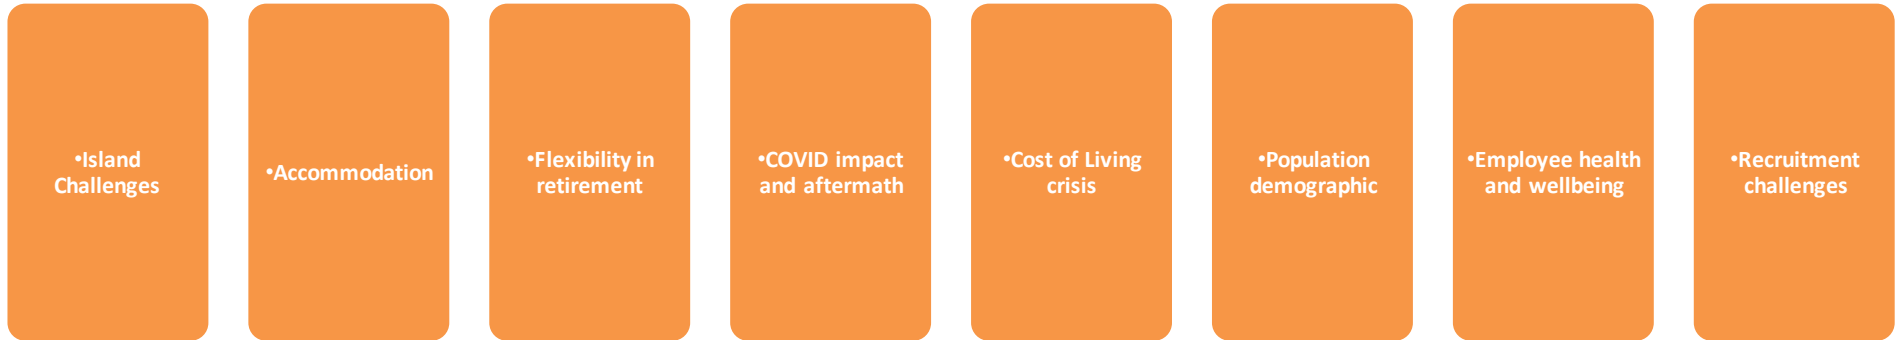 •Island
Challenges
•Accommodation
•Flexibility in
retirement
•COVID impact
and aftermath
•Cost of Living
crisis
•Population
demographic
•Employee health
and wellbeing
•Recruitment
challenges